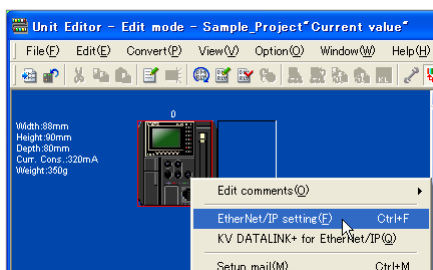 Unit Editor - Edit mode - Sample_Project"Current value"
File(F) Edit(E) Convert(P) View(V) Option(O) Window(W) Help(H)
0
Width:88mm
Height:90mm
Depth:80mm
Curr. Cons.:320mA
Weight:350g
Edit comments(O)
EtherNet/IP setting(F) Ctrl+F
KV DATALINK+ for EtherNet/IP(Q)
Setup mail(M) Ctrl+M